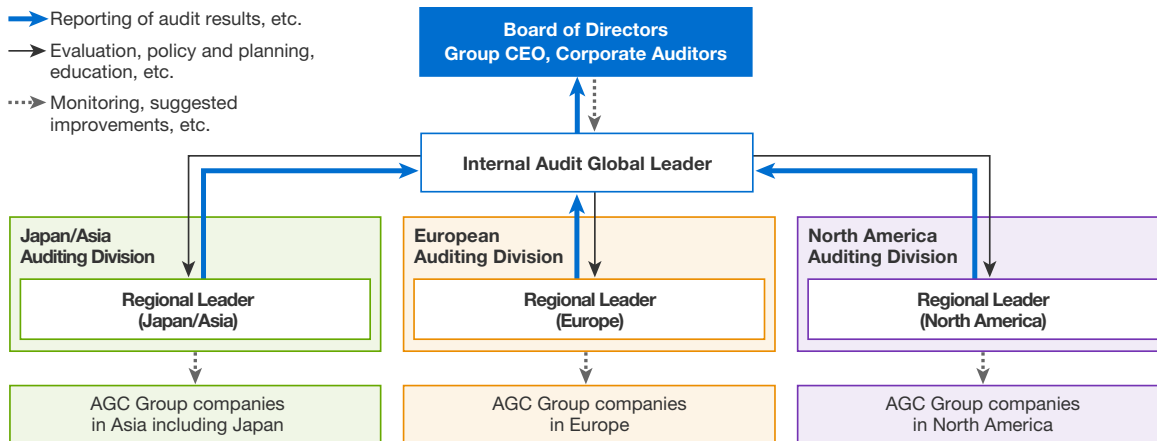 Reporting of audit results, etc.
Evaluation, policy and planning,
education, etc.
Monitoring, suggested
improvements, etc.
Board of Directors
Group CEO, Corporate Auditors
Internal Audit Global Leader
Japan/Asia
Auditing Division
Regional Leader
(Japan/Asia)
AGC Group companies
in Asia including Japan
European
Auditing Division
Regional Leader
(Europe)
AGC Group companies
in Europe
North America
Auditing Division
Regional Leader
(North America)
AGC Group companies
in North America